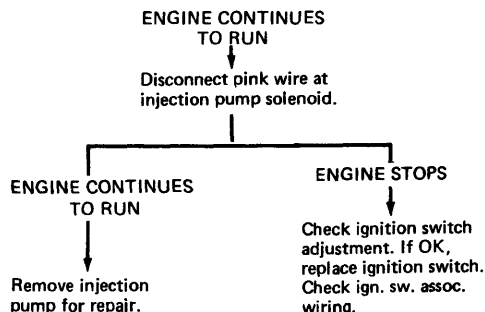 ENGINE CONTINUES
TO RUN
Disconnect pink wire at
injection pump solenoid.
ENGINE CONTINUES
TO RUN
Remove injection
pump for repair.
ENGINE STOPS
Check ignition switch
adjustment. If OK,
replace ignition switch.
Check ign. sw. assoc.
wiring.